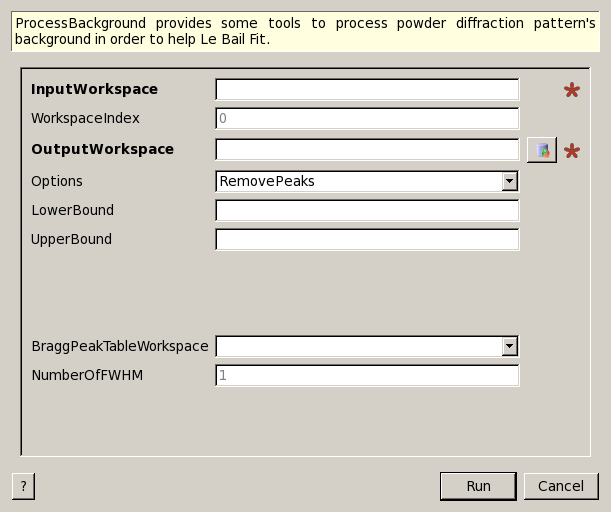 ProcessBackground provides some tools to process powder diffraction pattern's
background in order to help Le Bail Fit.
InputWorkspace
WorkspaceIndex 0
OutputWorkspace
Options RemovePeaks
LowerBound
UpperBound
BraggPeakTableWorkspace
NumberOfFWHM 1
? Run Cancel